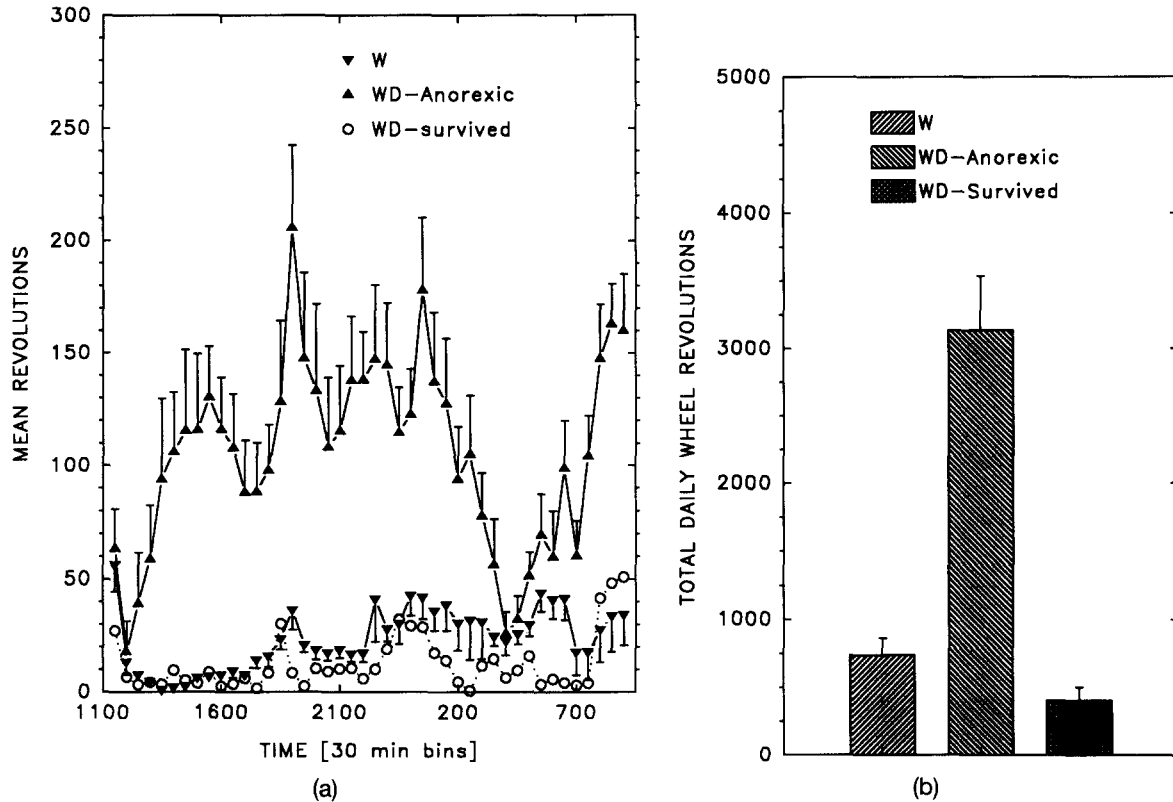 300
250
200
150
100
50
0
MEAN REVOLUTIONS
W
WD-Anorexic
WD-survived
1100 1600 2100 200 700
TIME [30 min bins]
(a)
5000
4000
3000
2000
1000
0
TOTAL DAILY WHEEL REVOLUTIONS
W
WD-Anorexic
WD-Survived
(b)